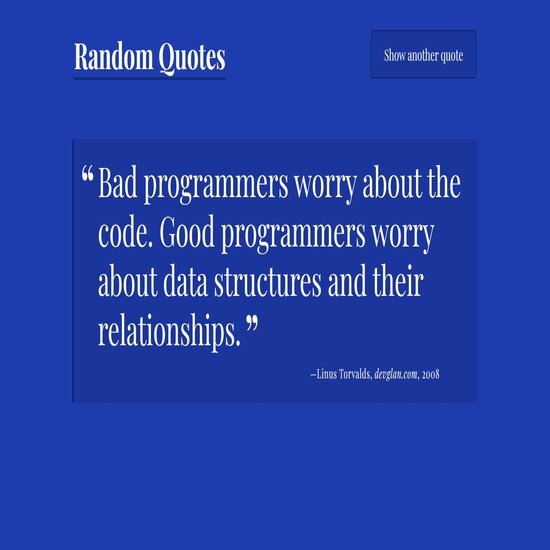 Random Quotes
Show another quote
“Bad programmers worry about the
code. Good programmers worry
about data structures and their
relationships.”
—Linus Torvalds, devglan.com, 2008